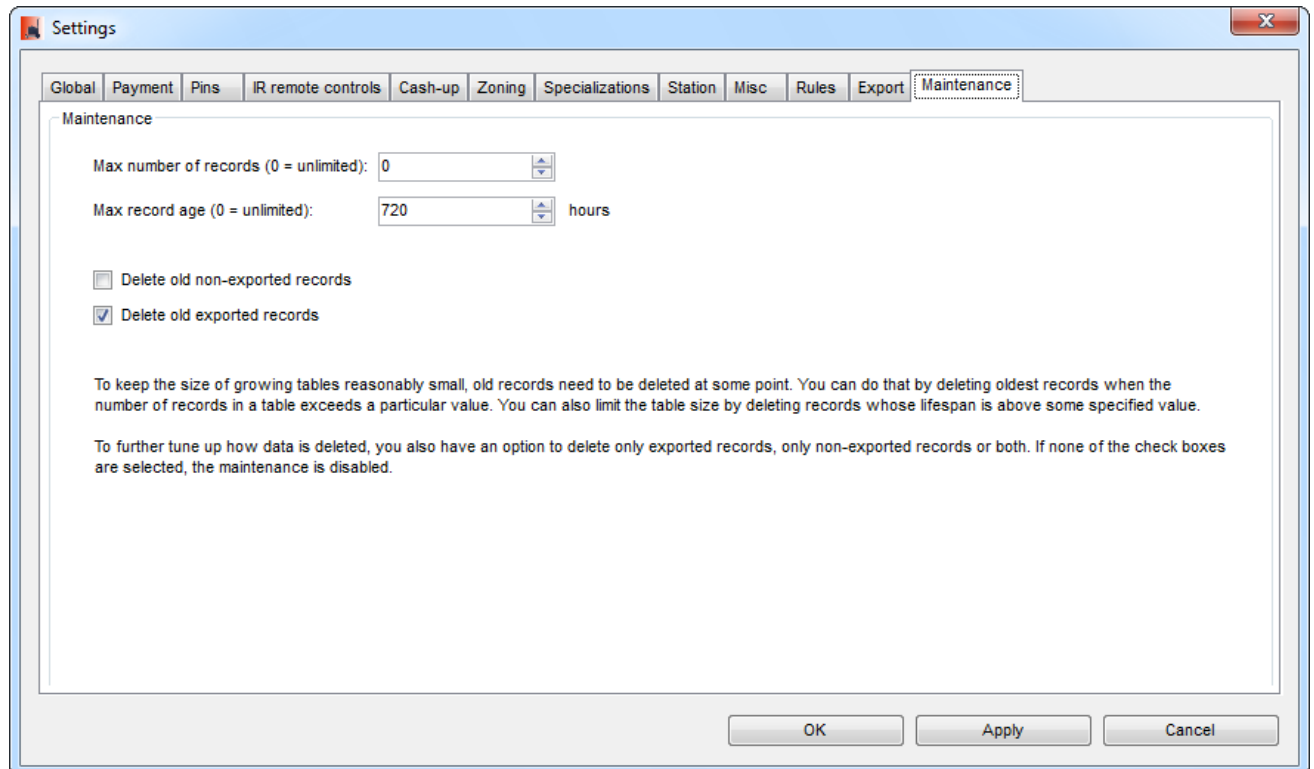 Settings
Global Payment Pins IR remote controls Cash-up Zoning Specializations Station Misc Rules Export Maintenance
Maintenance
Max number of records (0 = unlimited): 0
Max record age (0 = unlimited): 720 hours
Delete old non-exported records
Delete old exported records
To keep the size of growing tables reasonably small, old records need to be deleted at some point. You can do that by deleting oldest records when the
number of records in a table exceeds a particular value. You can also limit the table size by deleting records whose lifespan is above some specified value.
To further tune up how data is deleted, you also have an option to delete only exported records, only non-exported records or both. If none of the check boxes
are selected, the maintenance is disabled.
OK Apply Cancel